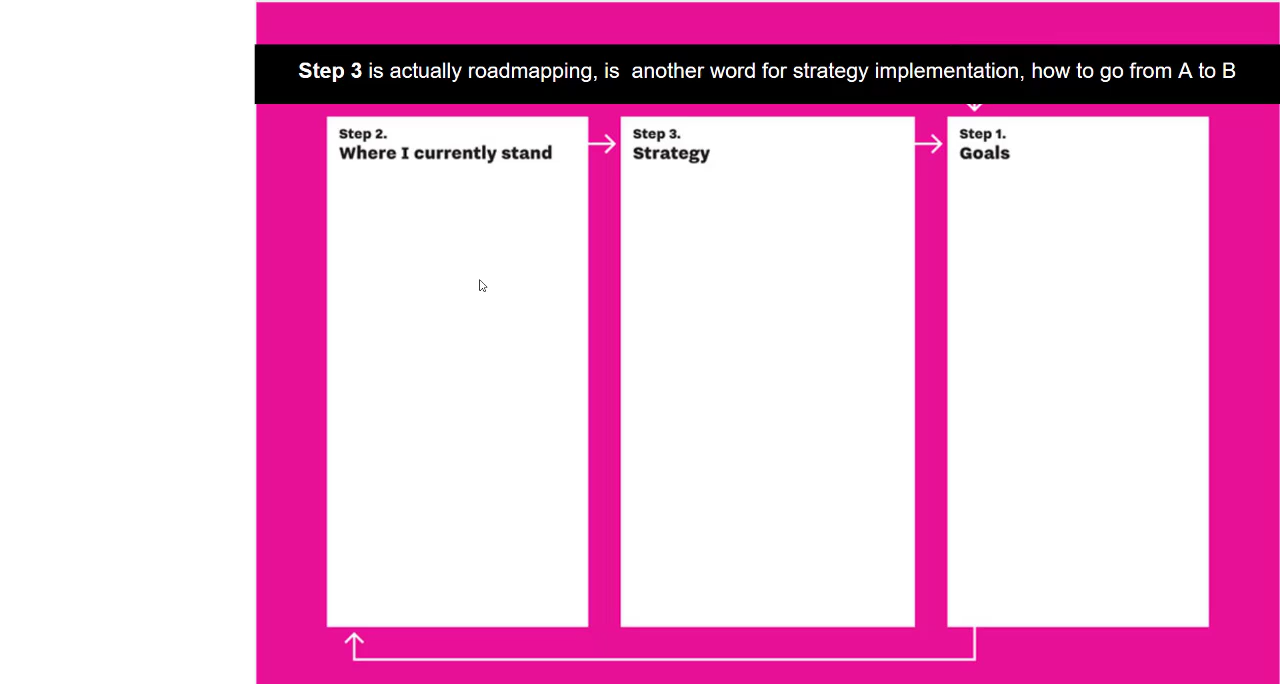 Step 3 is actually roadmapping, is  another word for strategy implementation, how to go from A to B
Step 2.
Where I currently stand
Step 3.
Strategy
Step 1.
Goals